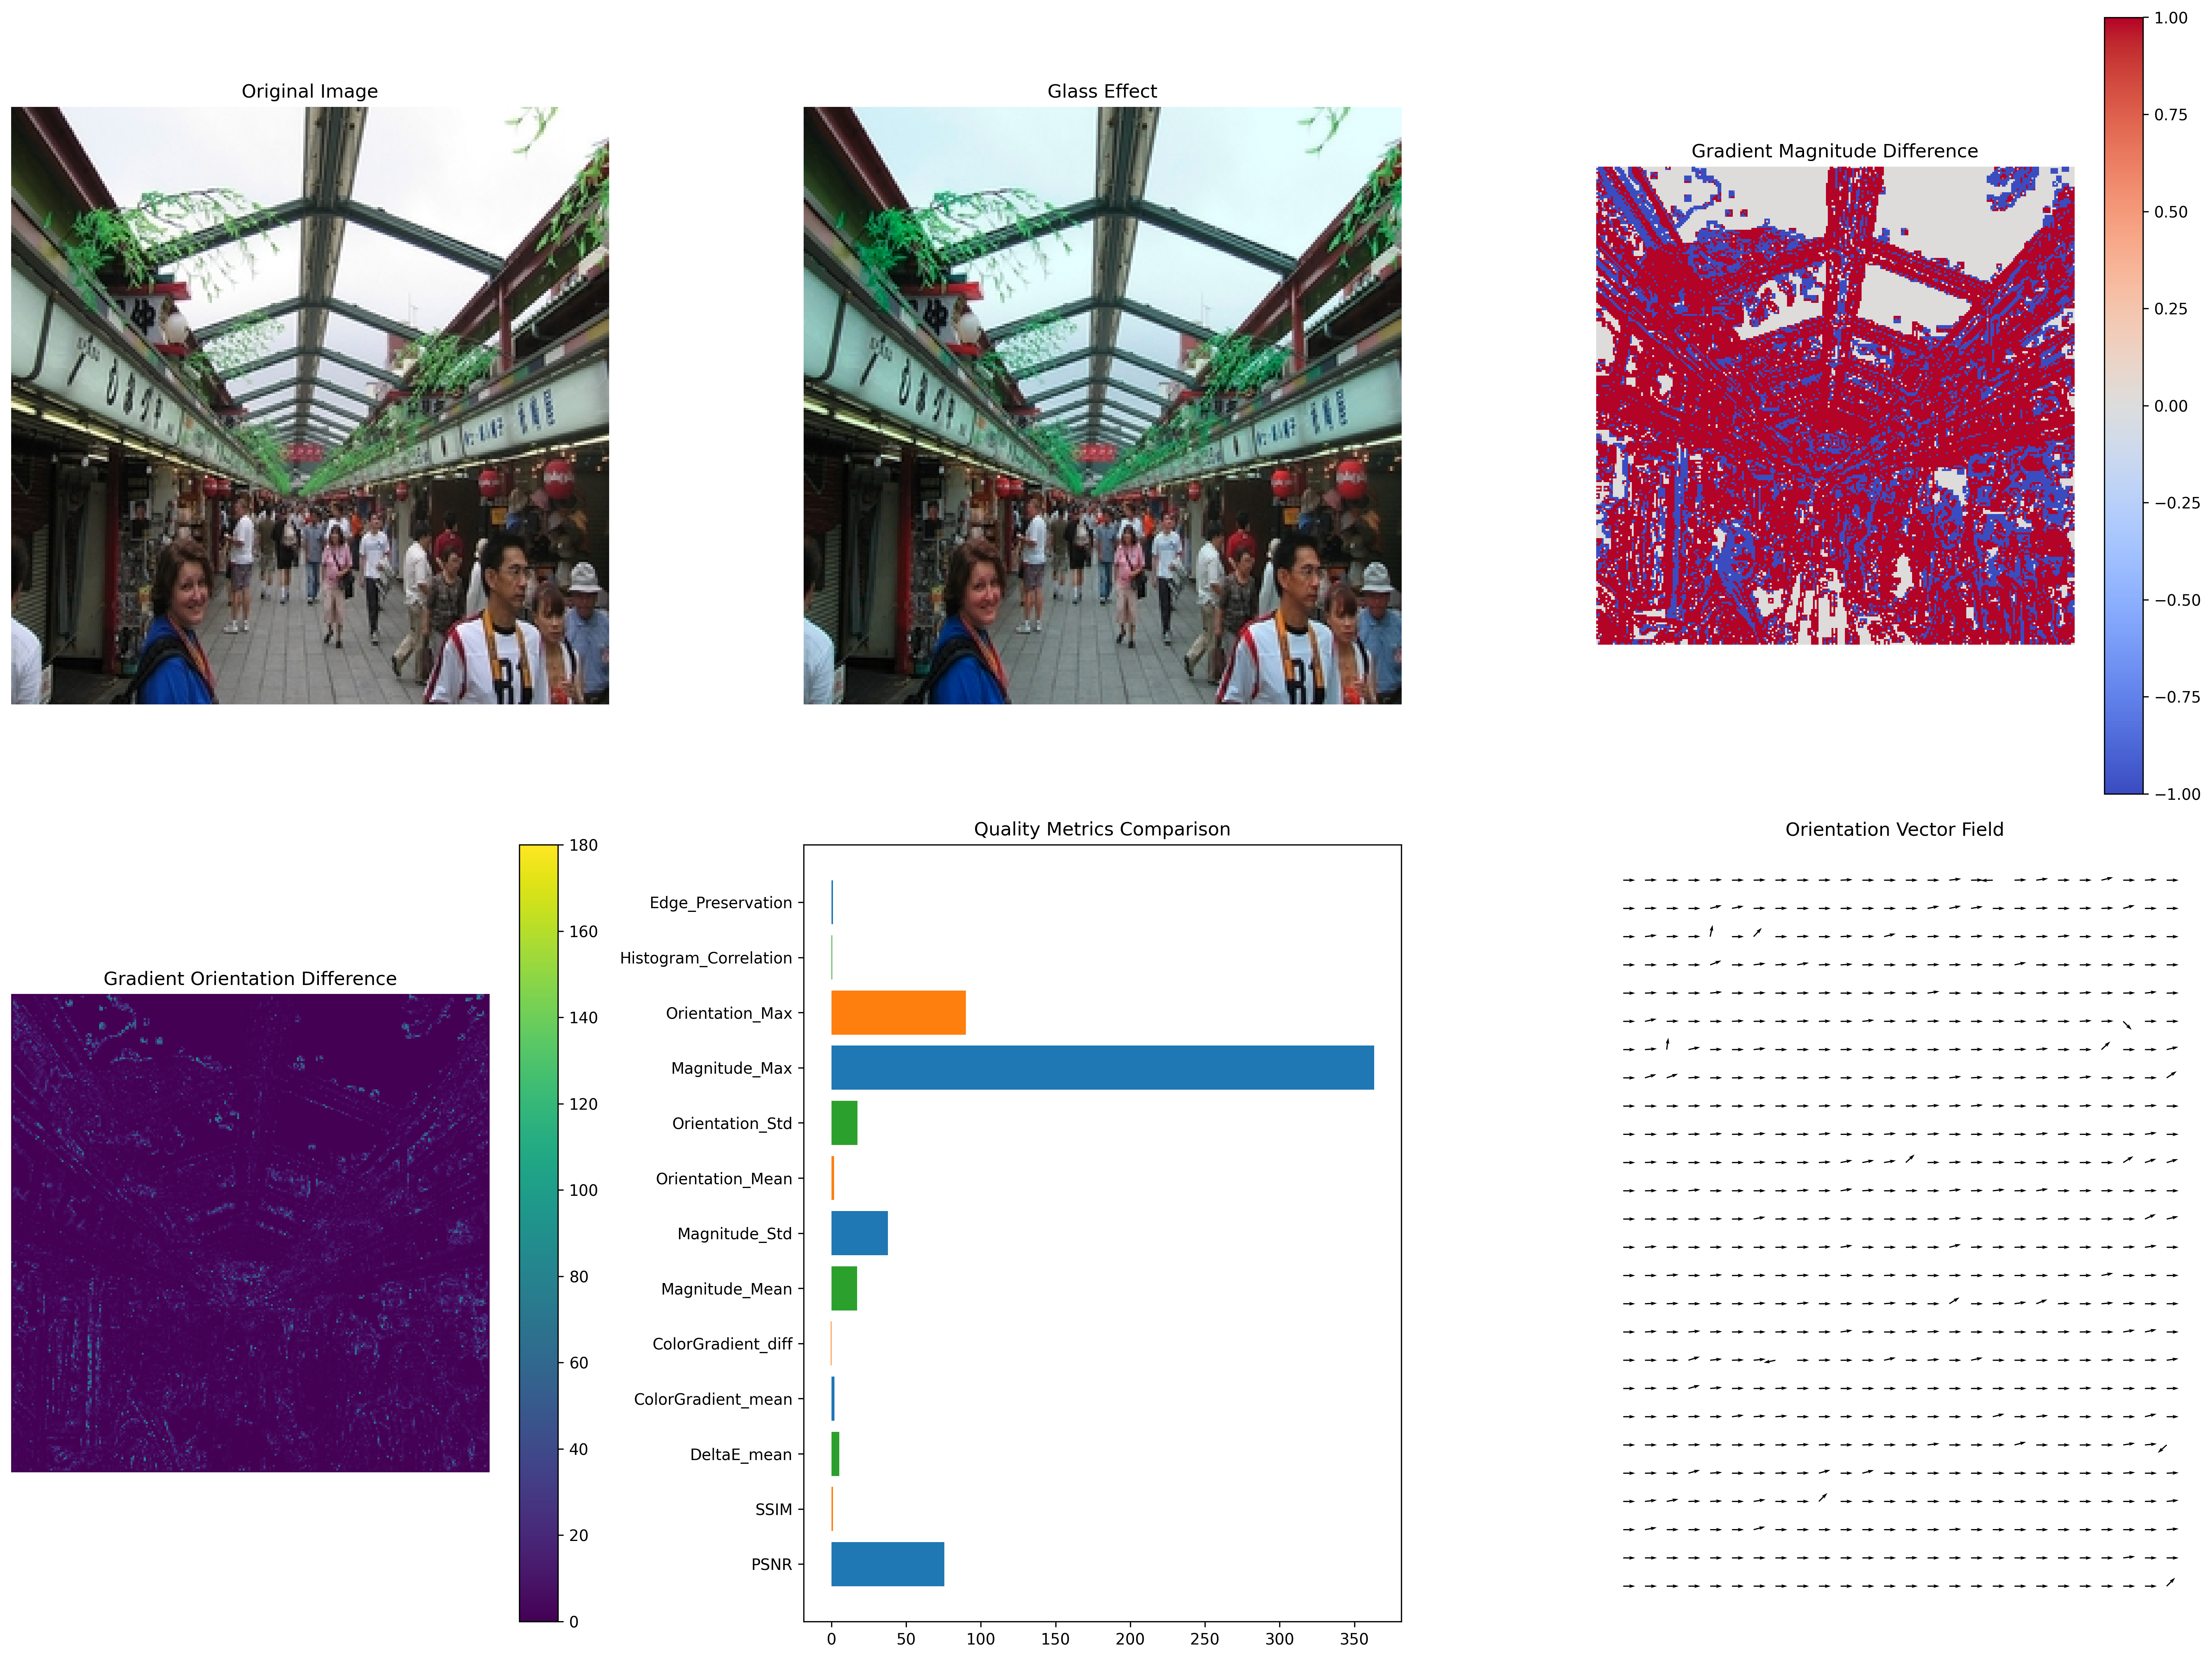 Original Image
Glass Effect
Gradient Magnitude Difference
1.00
0.75
0.50
0.25
0.00
−0.25
−0.50
−0.75
−1.00
Gradient Orientation Difference
180
160
140
120
100
80
60
40
20
0
Quality Metrics Comparison
Edge_Preservation
Histogram_Correlation
Orientation_Max
Magnitude_Max
Orientation_Std
Orientation_Mean
Magnitude_Std
Magnitude_Mean
ColorGradient_diff
ColorGradient_mean
DeltaE_mean
SSIM
PSNR
0 50 100 150 200 250 300 350
Orientation Vector Field